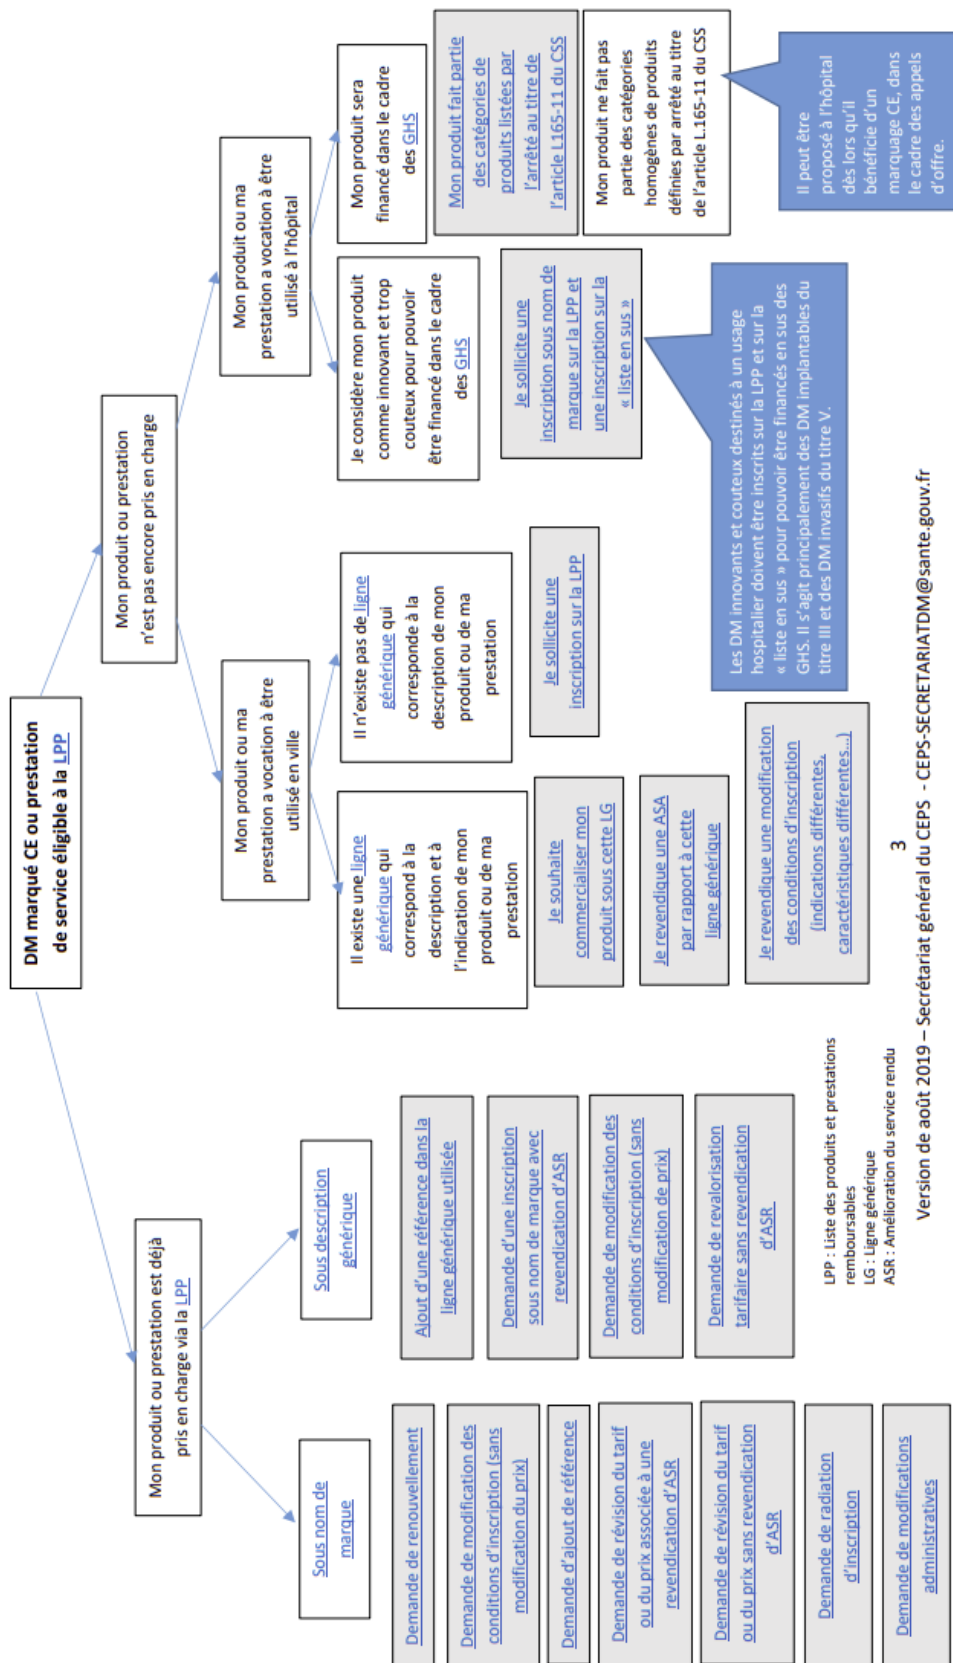 DM marqué CE ou prestation
de service éligible à la LPP
Mon produit ou prestation est déjà
pris en charge via la LPP
Mon produit ou prestation
n'est pas encore pris en charge
Sous nom de
marque
Demande de renouvellement
Demande de modification des
conditions d'inscription (sans
modification du prix)
Demande d'ajout de référence
Demande de révision du tarif
ou du prix associée à une
revendication d'ASR
Demande de révision du tarif
ou du prix sans revendication
d'ASR
Demande de radiation
d'inscription
Demande de modifications
administratives
Sous description
générique
Ajout d'une référence dans la
ligne générique utilisée
Demande d'une inscription
sous nom de marque avec
revendication d'ASR
Demande de modification des
conditions d'inscription (sans
modification de prix)
Demande de revalorisation
tarifaire sans revendication
d'ASR
Mon produit ou ma
prestation a vocation à être
utilisé en ville
Il existe une ligne
générique qui
correspond à la
description et à
l'indication de mon
produit ou de ma
prestation
Je souhaite
commercialiser mon
produit sous cette LG
Je revendique une ASA
par rapport à cette
ligne générique
Je revendique une modification
des conditions d'inscription
(indications différentes,
caractéristiques différentes...)
Il n'existe pas de ligne
générique qui
corresponde à la
description de mon
produit ou de ma
prestation
Je sollicite une
inscription sur la LPP
Mon produit ou ma
prestation a vocation à être
utilisé à l'hôpital
Je considère mon produit
comme innovant et trop
couteux pour pouvoir
être financé dans le cadre
des GHS
Je sollicite une
inscription sous nom de
marque sur la LPP et
une inscription sur la
« liste en sus »
Les DM innovants et couteux destinés à un usage
hospitalier doivent être inscrits sur la LPP et sur la
« liste en sus » pour pouvoir être financés en sus des
GHS. Il s'agit principalement des DM implantables du
titre III et des DM invasifs du titre V.
Mon produit sera
financé dans le cadre
des GHS
Mon produit fait partie
des catégories de
produits listées par
l'arrêté au titre de
l'article L165-11 du CSS
Mon produit ne fait pas
partie des catégories
homogènes de produits
définies par arrêté au titre
de l'article L.165-11 du CSS
Il peut être
proposé à l'hôpital
dès lors qu'il
bénéficie d'un
marquage CE, dans
le cadre des appels
d'offre.
LPP : Liste des produits et prestations
remboursables
LG : Ligne générique
ASR : Amélioration du service rendu
3
Version de août 2019 – Secrétariat général du CEPS - CEPS-SECRETARIATDM@sante.gouv.fr